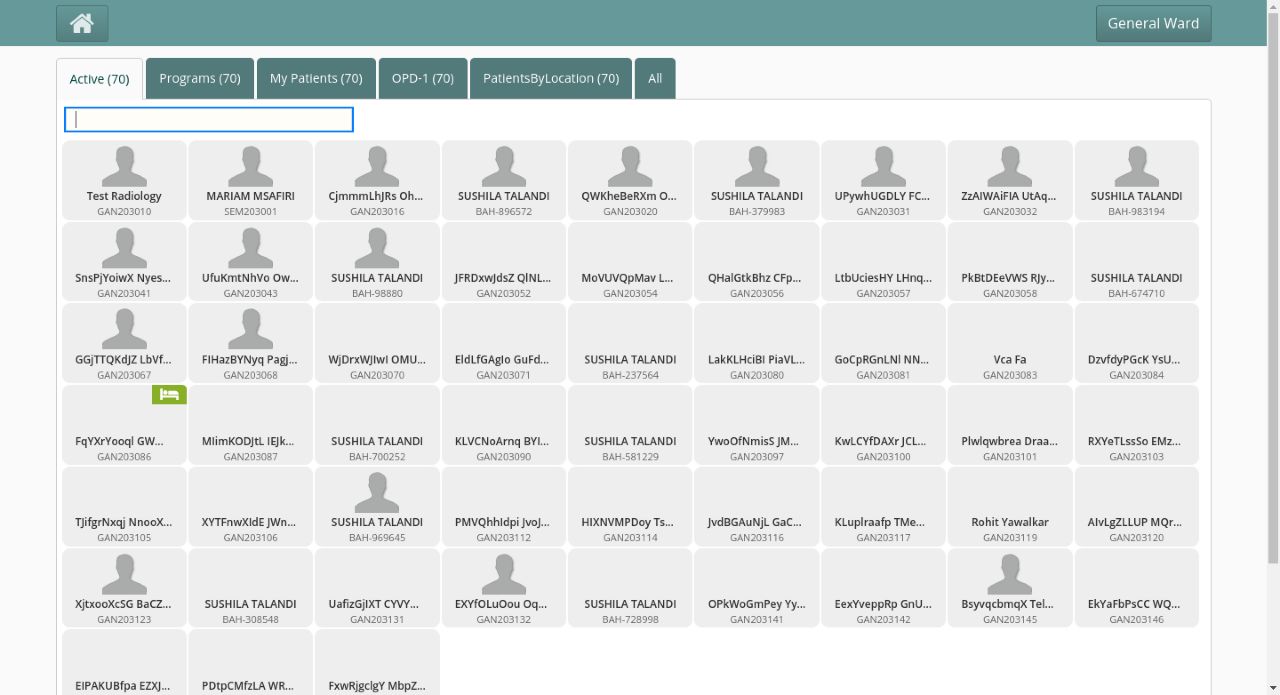 General Ward
Active (70) Programs (70) My Patients (70) OPD-1 (70) PatientsByLocation (70) All
Test Radiology MARIAM MSAFIRI CjmmmLhJRs Oh... SUSHILA TALANDI QWKheBeRXm O... SUSHILA TALANDI UPywhUGDLY FC... ZzAIWAiFIA UtAq... SUSHILA TALANDI
GAN203010 SEM203001 GAN203016 BAH-896572 GAN203020 BAH-379983 GAN203031 GAN203032 BAH-983194
SnsPjYoiwX Nyes... UfuKmtNhVo Ow... SUSHILA TALANDI JFRDxwJdsZ QlNL... MoVUVQpMav L... QHalGtkBhz CFp... LtbUciesHY LHnq... PkBtDEeVWS RJy... SUSHILA TALANDI
GAN203041 GAN203043 BAH-98880 GAN203052 GAN203054 GAN203056 GAN203057 GAN203058 BAH-674710
GGjTTQKdJZ LbVf... FIHazBYNyq Pagj... WjDrxWJIwI OMU... EldLfGAgIo GuFd... SUSHILA TALANDI LakKLHciBI PiaVL... GoCpRGnLNl NN... Vca Fa DzvfdyPGcK YsU...
GAN203067 GAN203068 GAN203070 GAN203071 BAH-237564 GAN203080 GAN203081 GAN203083 GAN203084
FqYXrYooql GW... MIimKODJtL IEJk... SUSHILA TALANDI KLVCNoArnq BYI... SUSHILA TALANDI YwoOfNmisS JM... KwLCYfDAXr JCL... Plwlqwbrea Draa... RXYeTLssSo EMz...
GAN203086 GAN203087 BAH-700252 GAN203090 BAH-581229 GAN203097 GAN203100 GAN203101 GAN203103
TJifgrNxqj NnooX... XYTFnwXIdE JWn... SUSHILA TALANDI PMVQhhIdpi JvoJ... HIXNVMPDoy Ts... JvdBGAuNjL GaC... KLuplraafp TMe... Rohit Yawalkar AIvLgZLLUP MQr...
GAN203105 GAN203106 BAH-969645 GAN203112 GAN203114 GAN203116 GAN203117 GAN203119 GAN203120
XjtxooXcSG BaCZ... SUSHILA TALANDI UafizGjIXT CYVY... EXYfOLuOou Oq... SUSHILA TALANDI OPkWoGmPey Yy... EexYveppRp GnU... BsyvqcbmqX Tel... EkYaFbPsCC WQ...
GAN203123 BAH-308548 GAN203131 GAN203132 BAH-728998 GAN203141 GAN203142 GAN203145 GAN203146
EIPAKUBfpa EZXJ... PDtpCMfzLA WR... FxwRjgclgY MbpZ...